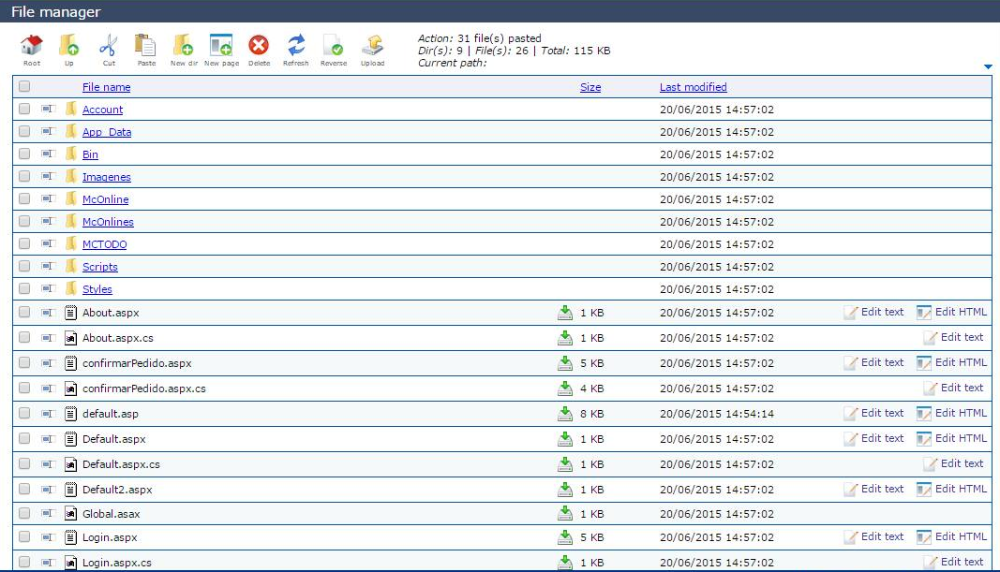 File manager
Root Up Cut Paste New dir New page Delete Refresh Reverse Upload
Action: 31 file(s) pasted
Dir(s): 9 | File(s): 26 | Total: 115 KB
Current path:
File name Size Last modified
Account 20/06/2015 14:57:02
App_Data 20/06/2015 14:57:02
Bin 20/06/2015 14:57:02
Imagenes 20/06/2015 14:57:02
McOnline 20/06/2015 14:57:02
McOnlines 20/06/2015 14:57:02
MCTODO 20/06/2015 14:57:02
Scripts 20/06/2015 14:57:02
Styles 20/06/2015 14:57:02
About.aspx 1 KB 20/06/2015 14:57:02 Edit text Edit HTML
About.aspx.cs 1 KB 20/06/2015 14:57:02 Edit text
confirmarPedido.aspx 5 KB 20/06/2015 14:57:02 Edit text Edit HTML
confirmarPedido.aspx.cs 4 KB 20/06/2015 14:57:02 Edit text
default.asp 8 KB 20/06/2015 14:54:14 Edit text Edit HTML
Default.aspx 1 KB 20/06/2015 14:57:02 Edit text Edit HTML
Default.aspx.cs 1 KB 20/06/2015 14:57:02 Edit text
Default2.aspx 1 KB 20/06/2015 14:57:02 Edit text Edit HTML
Global.asax 1 KB 20/06/2015 14:57:02
Login.aspx 5 KB 20/06/2015 14:57:02 Edit text Edit HTML
Login.aspx.cs 1 KB 20/06/2015 14:57:02 Edit text